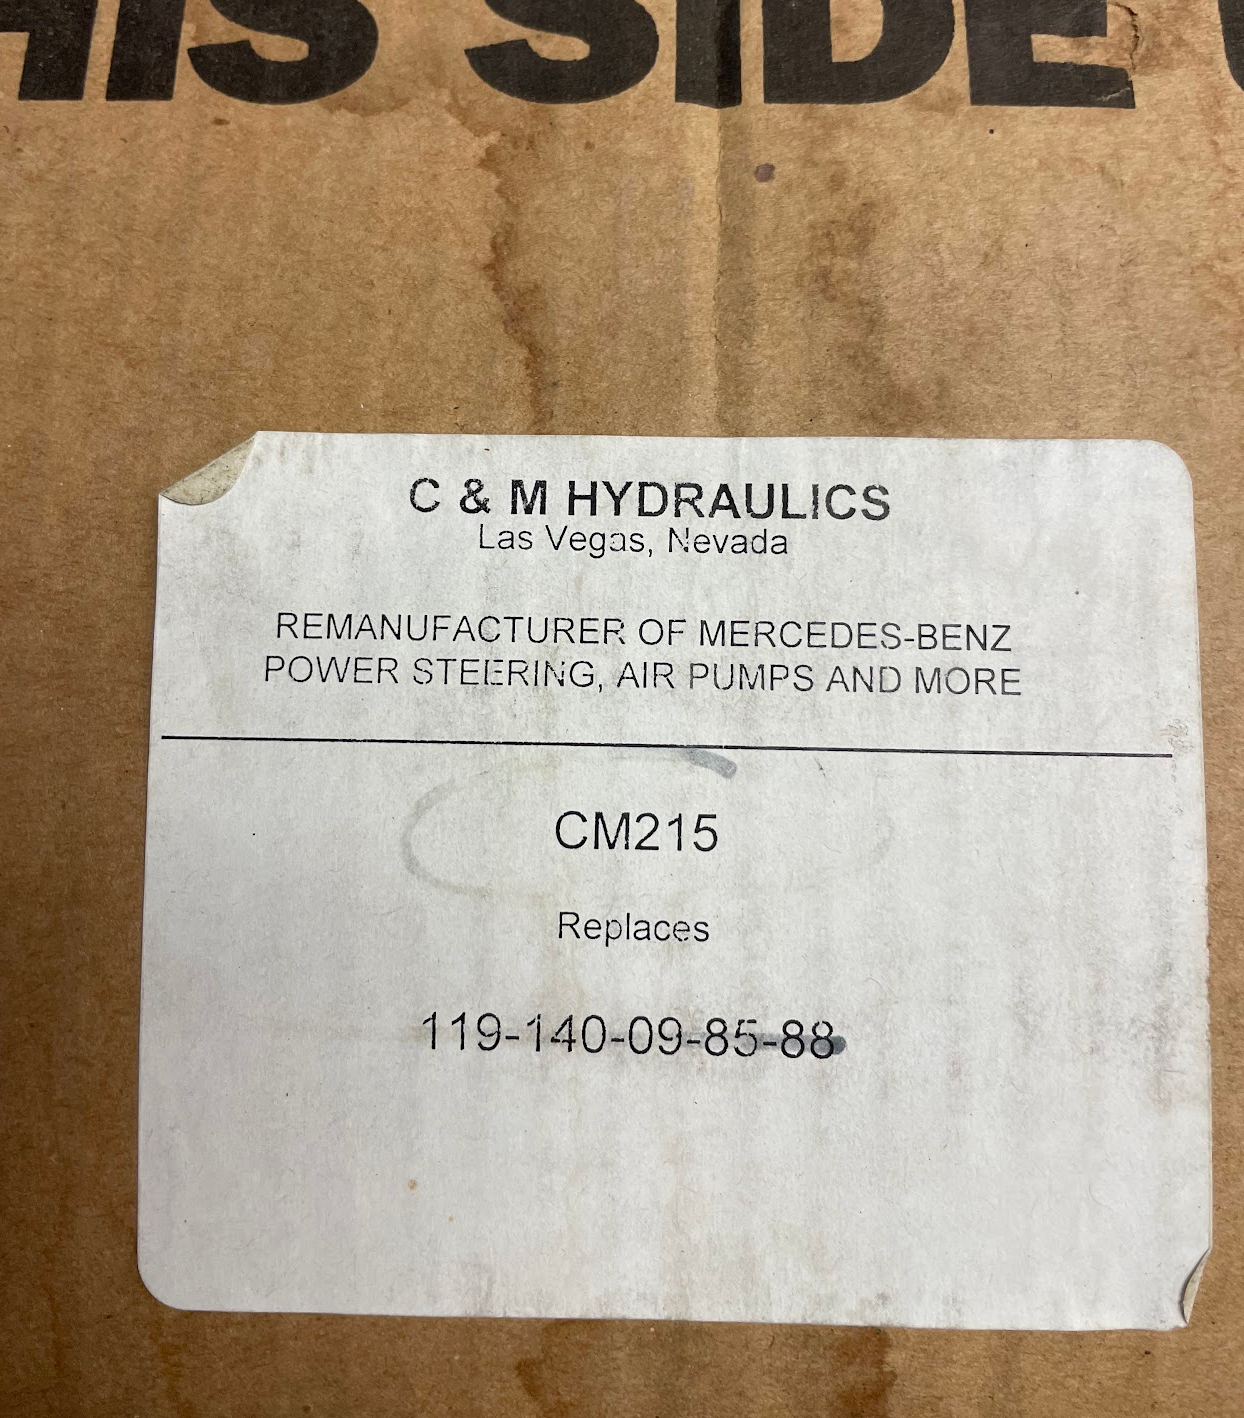 HIS SIDE
C & M HYDRAULICS
Las Vegas, Nevada
REMANUFACTURER OF MERCEDES-BENZ
POWER STEERING, AIR PUMPS AND MORE
CM215
Replaces
119-140-09-85-88